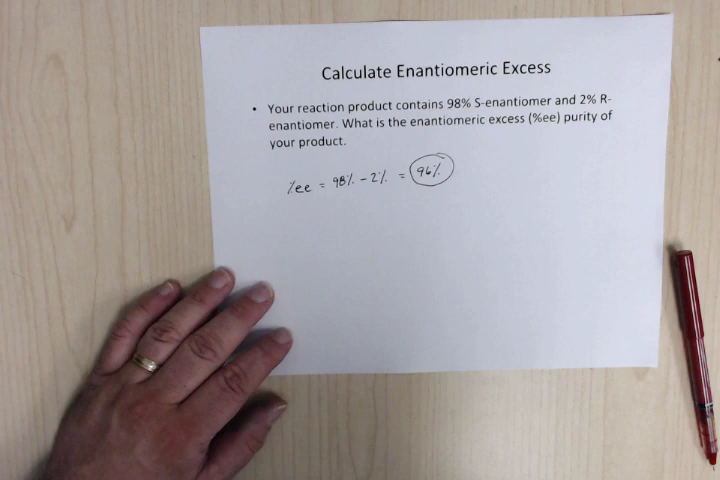 Calculate Enantiomeric Excess
• Your reaction product contains 98% S-enantiomer and 2% R-
enantiomer. What is the enantiomeric excess (%ee) purity of
your product.
%ee = 98% - 2% = 96%